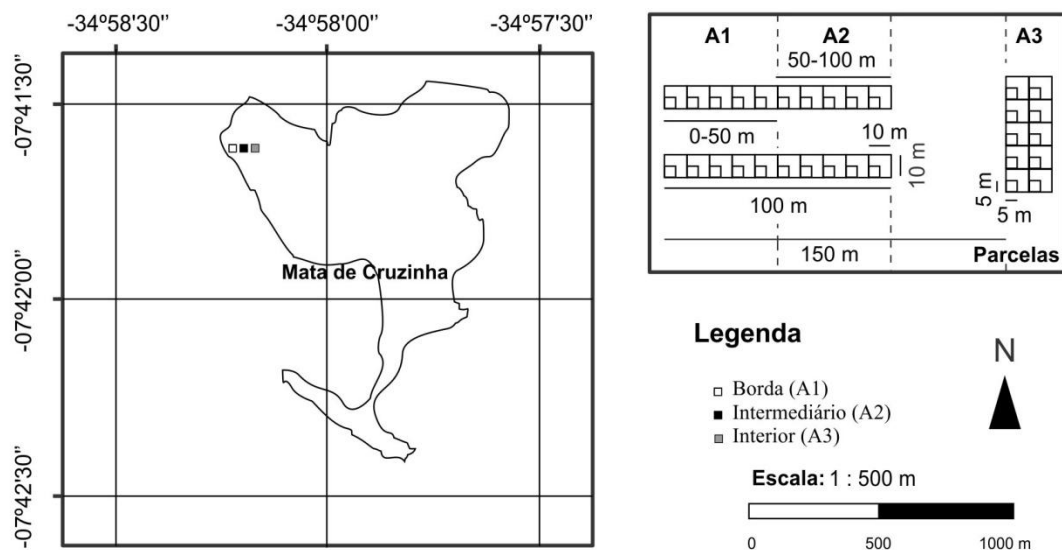 -34º58'30" -34º58'00" -34º57'30"
-07º41'30"
-07º42'00"
-07º42'30"
Mata de Cruzinha
A1 A2 A3
50-100 m
0-50 m
10 m
10 m
100 m
5 m
5 m
150 m
Parcelas
Legenda
Borda (A1)
Intermediário (A2)
Interior (A3)
N
Escala: 1 : 500 m
0 500 1000 m